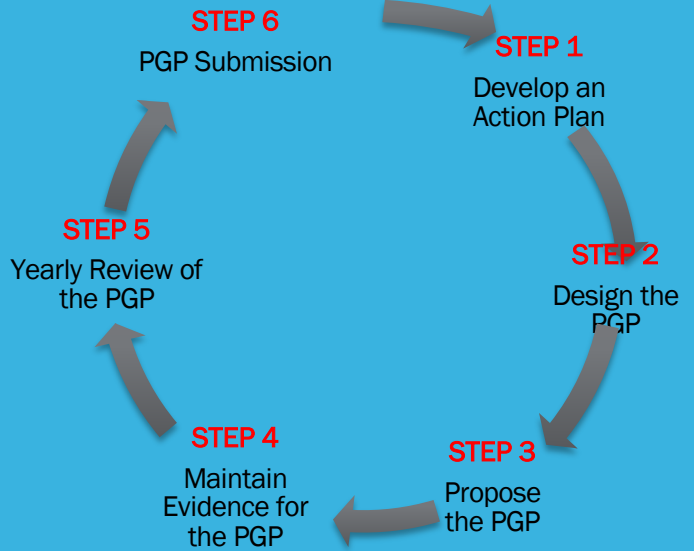 STEP 1
Develop an
Action Plan
STEP 2
Design the
PGP
STEP 3
Propose
the PGP
STEP 4
Maintain
Evidence for
the PGP
STEP 5
Yearly Review of
the PGP
STEP 6
PGP Submission